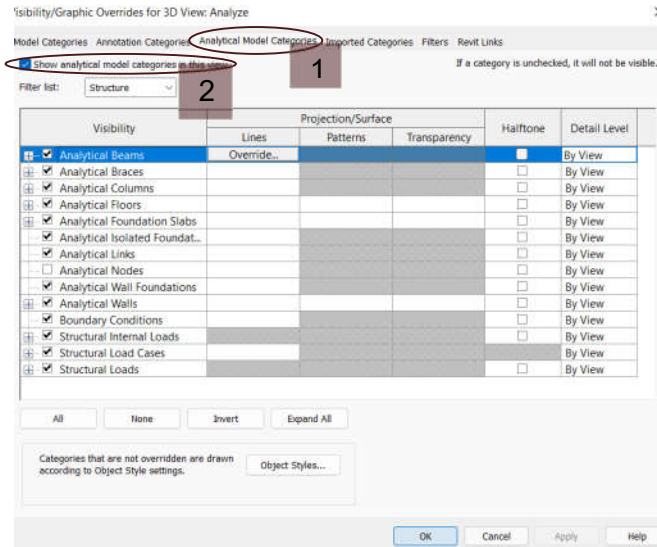 isibility/Graphic Overrides for 3D View: Analyze
Model Categories Annotation Categories Analytical Model Categories Imported Categories Filters Revit Links
1
Show analytical model categories in this view
If a category is unchecked, it will not be visible.
2
Filter list: Structure
Visibility Projection/Surface Halftone Detail Level
Lines Patterns Transparency
Analytical Beams Override... By View
Analytical Braces By View
Analytical Columns By View
Analytical Floors By View
Analytical Foundation Slabs By View
Analytical Isolated Foundat... By View
Analytical Links By View
Analytical Nodes By View
Analytical Wall Foundations By View
Analytical Walls By View
Boundary Conditions By View
Structural Internal Loads By View
Structural Load Cases By View
Structural Loads By View
All None Invert Expand All
Categories that are not overridden are drawn
according to Object Style settings.
Object Styles...
OK Cancel Apply Help